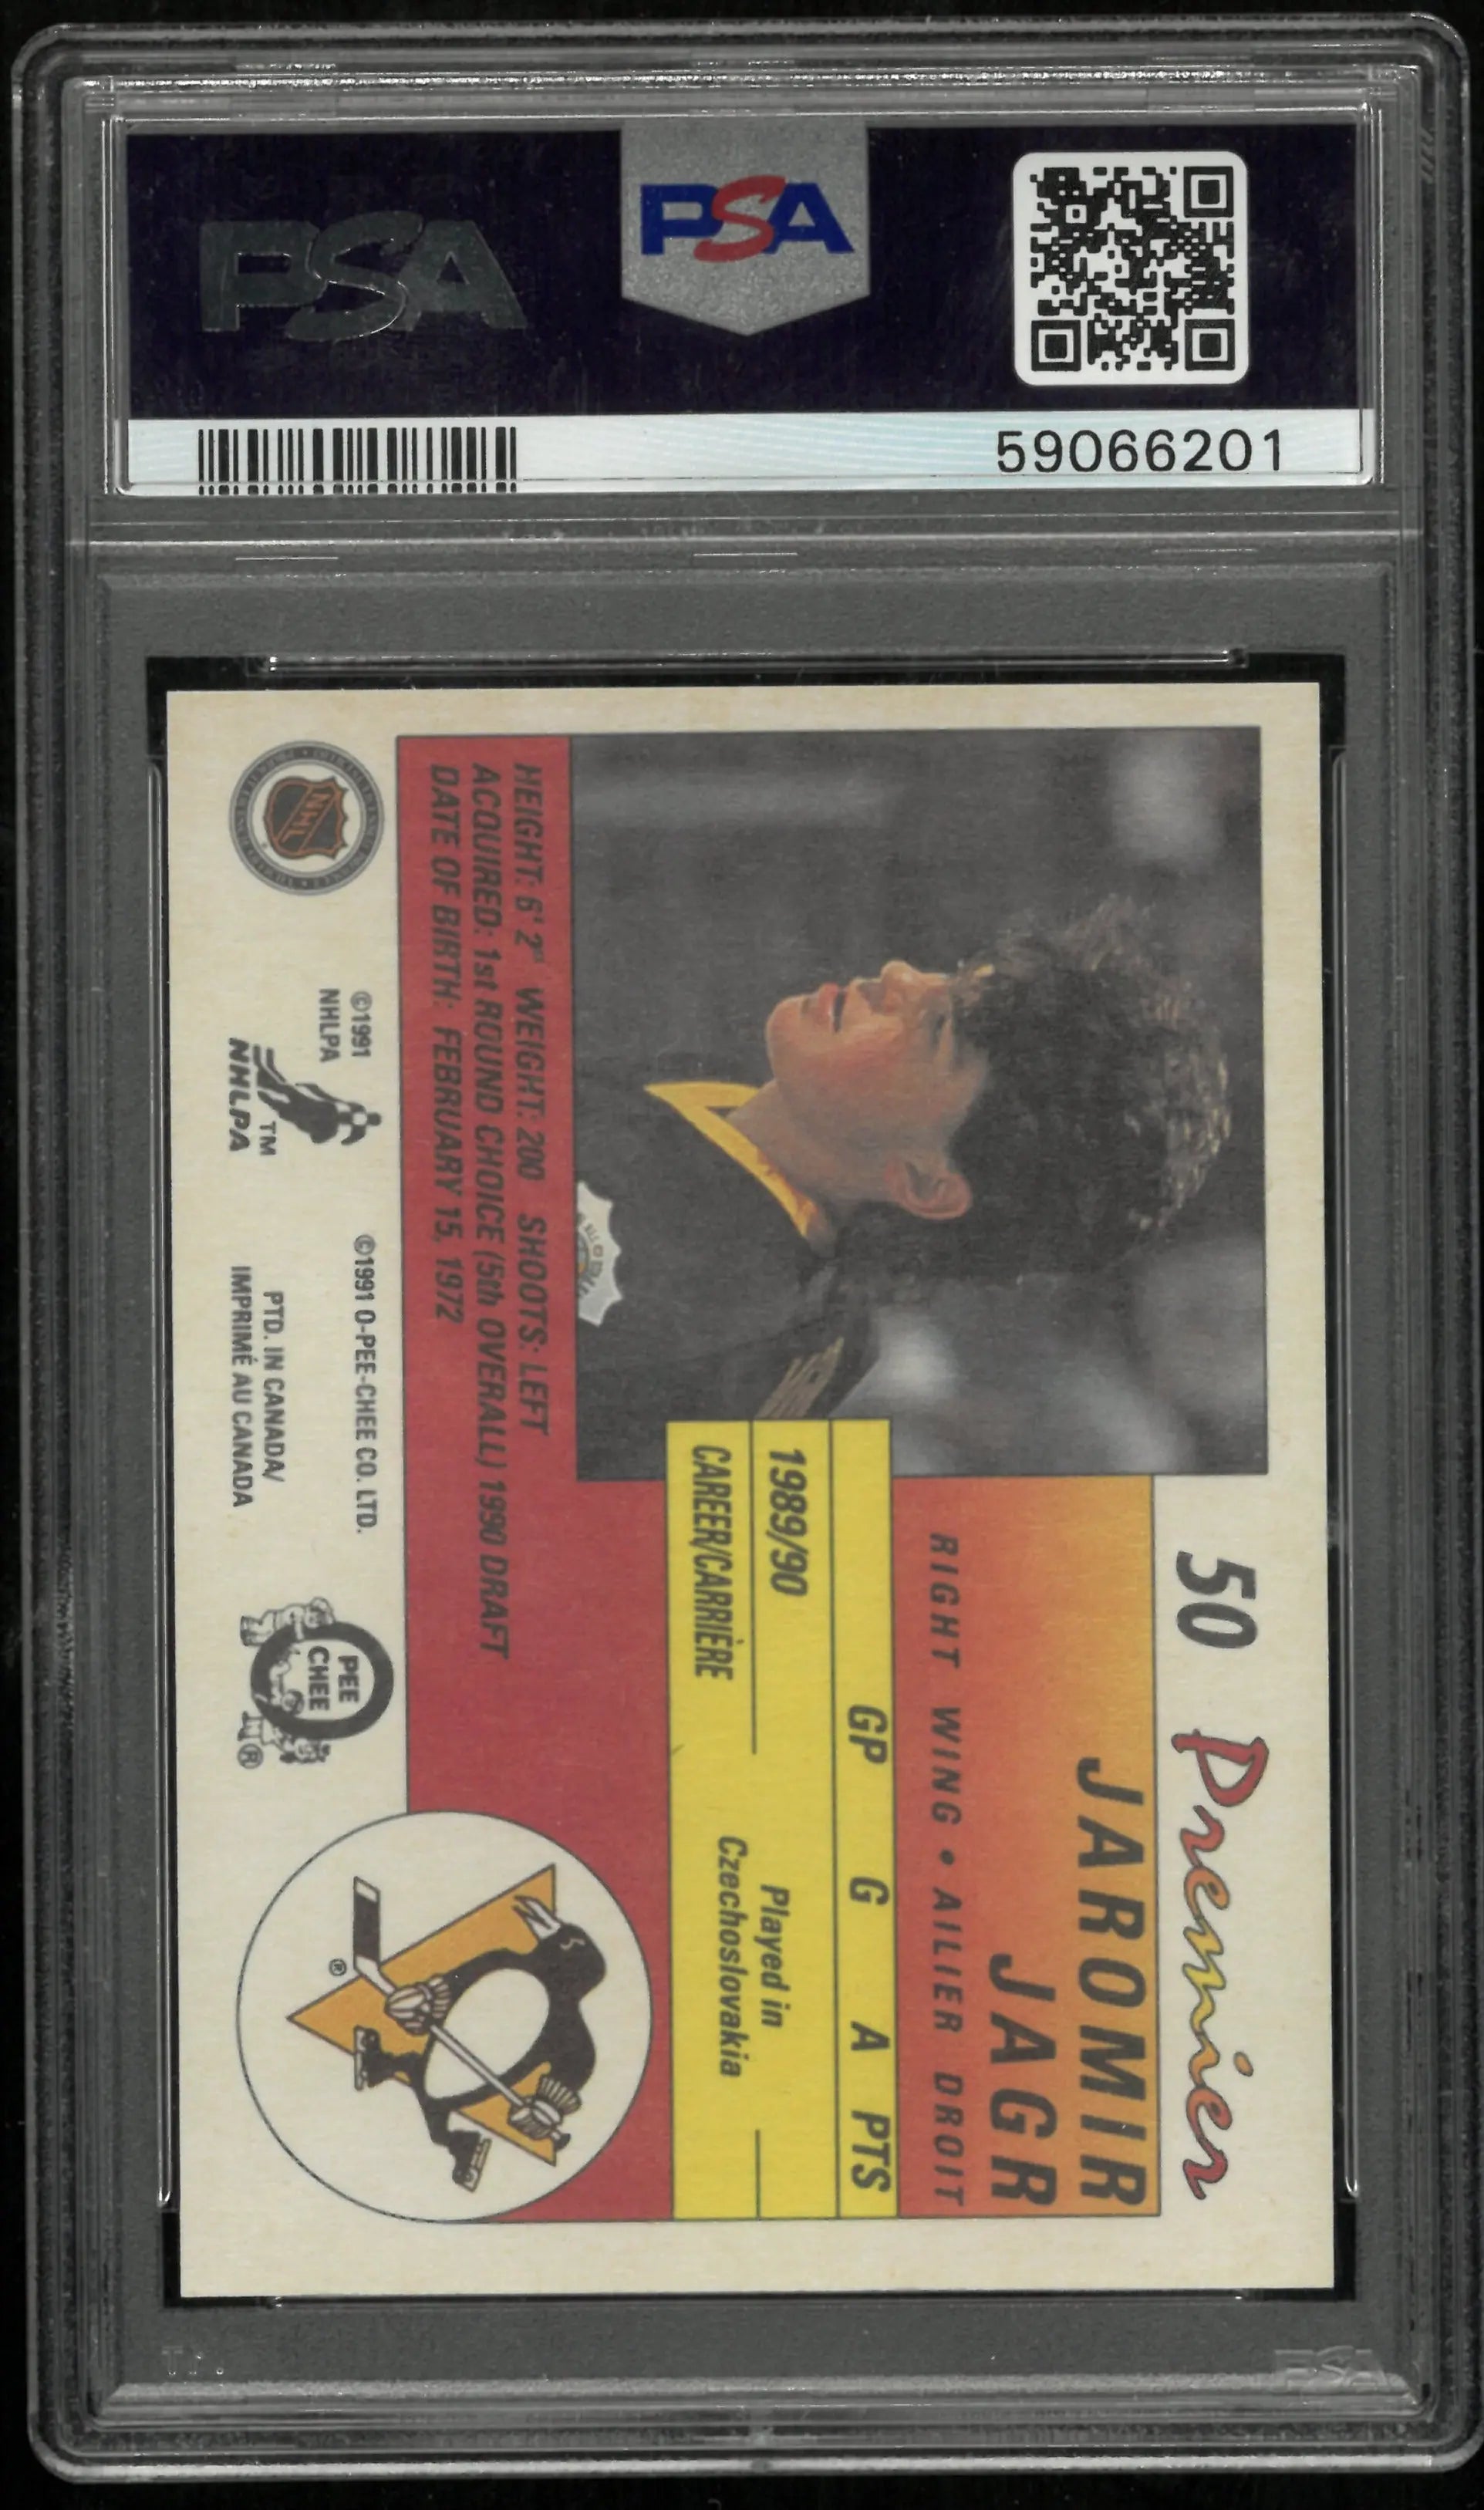 PSA
PSA
59066201
50 Premier
JAROMIR
JAGR
RIGHT WING • AILIER DROIT
GP G A PTS
1989/90
CAREER/CARRIÈRE
Played in
Czechoslovakia
HEIGHT: 6' 2" WEIGHT: 200 SHOOTS: LEFT
ACQUIRED: 1st ROUND CHOICE (5th OVERALL) 1990 DRAFT
DATE OF BIRTH: FEBRUARY 15, 1972
NHL
©1991
NHLPA
NHLPA
TM
©1991 O-PEE-CHEE CO. LTD.
PTD. IN CANADA/
IMPRIMÉ AU CANADA
O
PEE
CHEE
®
®
PSA